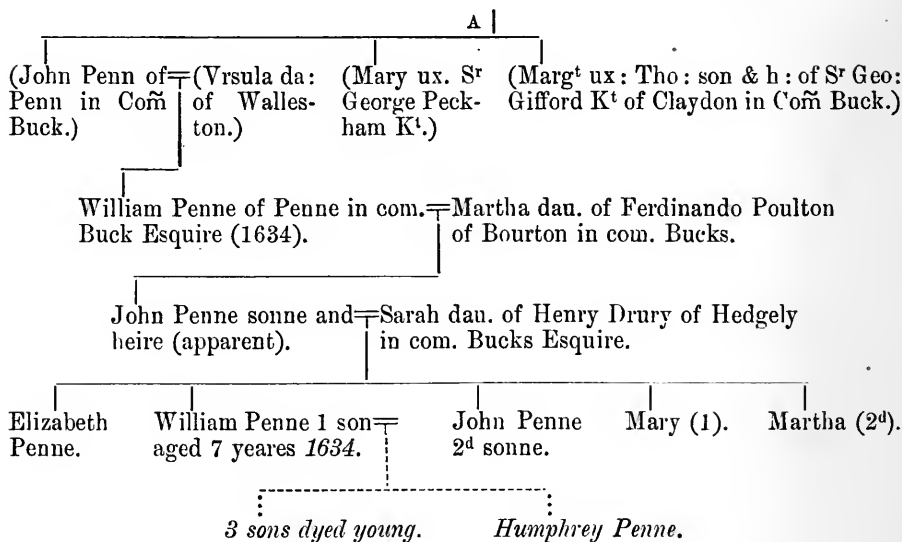 A
(John Penn of
Penn in Com̃
Buck.)
(Vrsula da:
of Walles-
ton.)
(Mary ux. Sʳ
George Peck-
ham Kᵗ.)
(Margᵗ ux: Tho: son & h: of Sʳ Geo:
Gifford Kᵗ of Claydon in Com̃ Buck.)
William Penne of Penne in com.
Buck Esquire (1634).
Martha dau. of Ferdinando Poulton
of Bourton in com. Bucks.
John Penne sonne and
heire (apparent).
Sarah dau. of Henry Drury of Hedgely
in com. Bucks Esquire.
Elizabeth
Penne.
William Penne 1 son
aged 7 yeares 1634.
John Penne
2ᵈ sonne.
Mary (1).
Martha (2ᵈ).
3 sons dyed young.
Humphrey Penne.